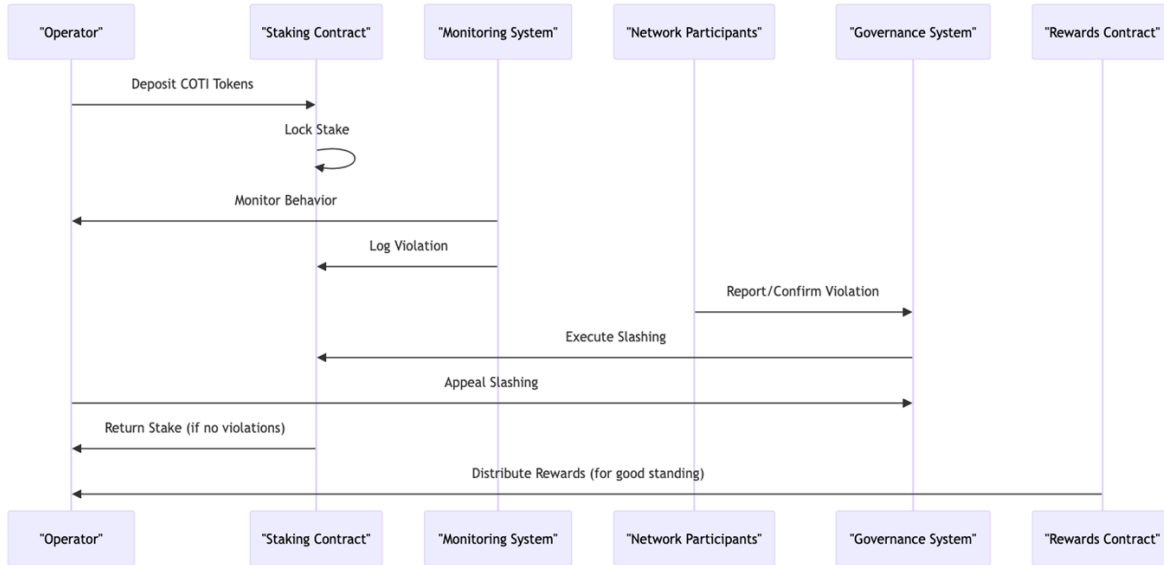 "Operator"
"Staking Contract"
"Monitoring System"
"Network Participants"
"Governance System"
"Rewards Contract"
Deposit COTI Tokens
Lock Stake
Monitor Behavior
Log Violation
Report/Confirm Violation
Execute Slashing
Appeal Slashing
Return Stake (if no violations)
Distribute Rewards (for good standing)
"Operator"
"Staking Contract"
"Monitoring System"
"Network Participants"
"Governance System"
"Rewards Contract"